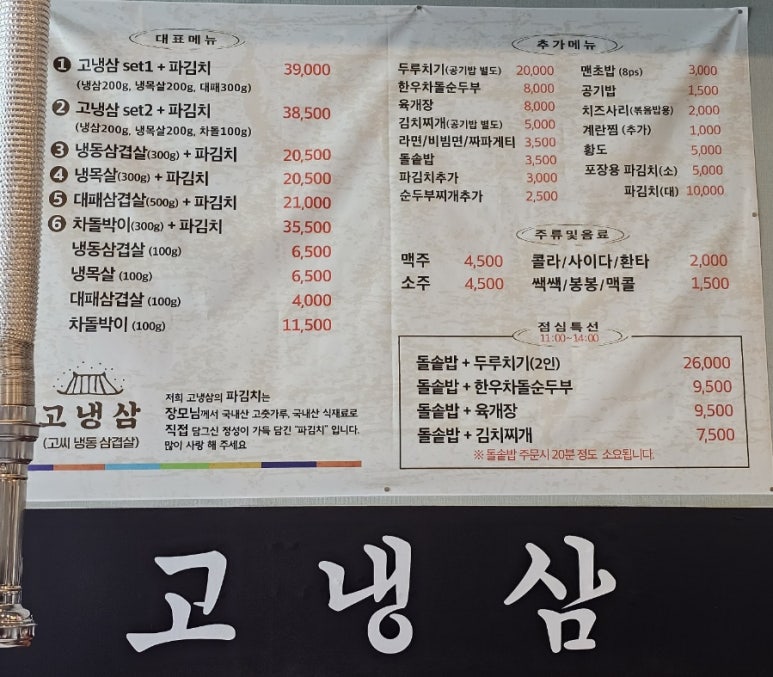 대표메뉴
❶ 고냉삼 set1 + 파김치 39,000
(냉삼200g, 냉목살200g, 대패300g)
❷ 고냉삼 set2 + 파김치 38,500
(냉삼200g, 냉목살200g, 차돌100g)
❸ 냉동삼겹살(300g) + 파김치 20,500
❹ 냉목살(300g) + 파김치 20,500
❺ 대패삼겹살(500g) + 파김치 21,000
❻ 차돌박이(300g) + 파김치 35,500
냉동삼겹살 (100g) 6,500
냉목살 (100g) 6,500
대패삼겹살 (100g) 4,000
차돌박이 (100g) 11,500
고냉삼
(고씨 냉동 삼겹살)
저희 고냉삼의 파김치는
장모님께서 국내산 고춧가루, 국내산 식재료로
직접 담그신 정성이 가득 담긴 "파김치" 입니다.
많이 사랑 해 주세요
추가메뉴
두루치기(공기밥 별도) 20,000
한우차돌순두부 8,000
육개장 8,000
김치찌개(공기밥 별도) 5,000
라면/비빔면/짜파게티 3,500
돌솥밥 3,500
파김치추가 3,000
순두부찌개추가 2,500
맨초밥 (8ps) 3,000
공기밥 1,500
치즈사리(볶음밥용) 2,000
계란찜 (추가) 1,000
황도 5,000
포장용 파김치(소) 5,000
파김치(대) 10,000
주류및음료
맥주 4,500
소주 4,500
콜라/사이다/환타 2,000
쌕쌕/봉봉/맥콜 1,500
점심특선
11:00~14:00
돌솥밥 + 두루치기(2인) 26,000
돌솥밥 + 한우차돌순두부 9,500
돌솥밥 + 육개장 9,500
돌솥밥 + 김치찌개 7,500
※ 돌솥밥 주문시 20분 정도 소요됩니다.
고냉삼